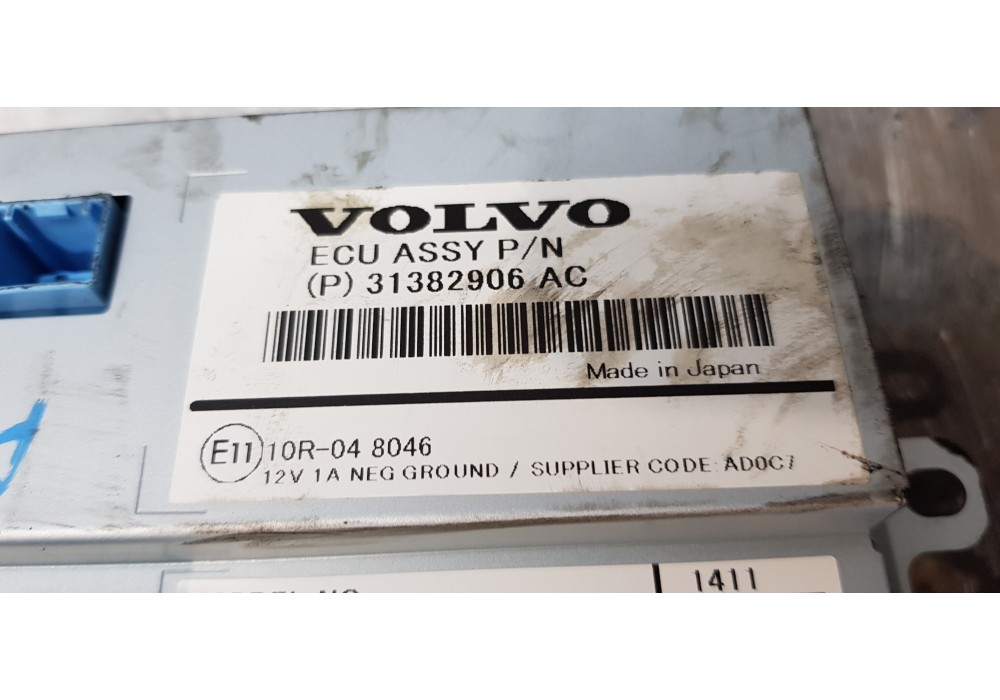 VOLVO
ECU ASSY P/N
(P) 31382906 AC
Made in Japan
E11 10R-04 8046
12V 1A NEG GROUND / SUPPLIER CODE: AD0C7
1411